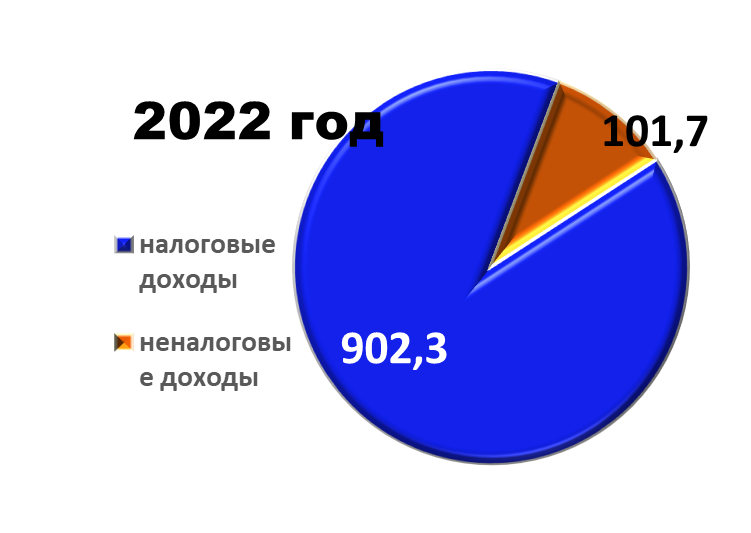 2022 год
101,7
налоговые
доходы
неналоговы
е доходы
902,3